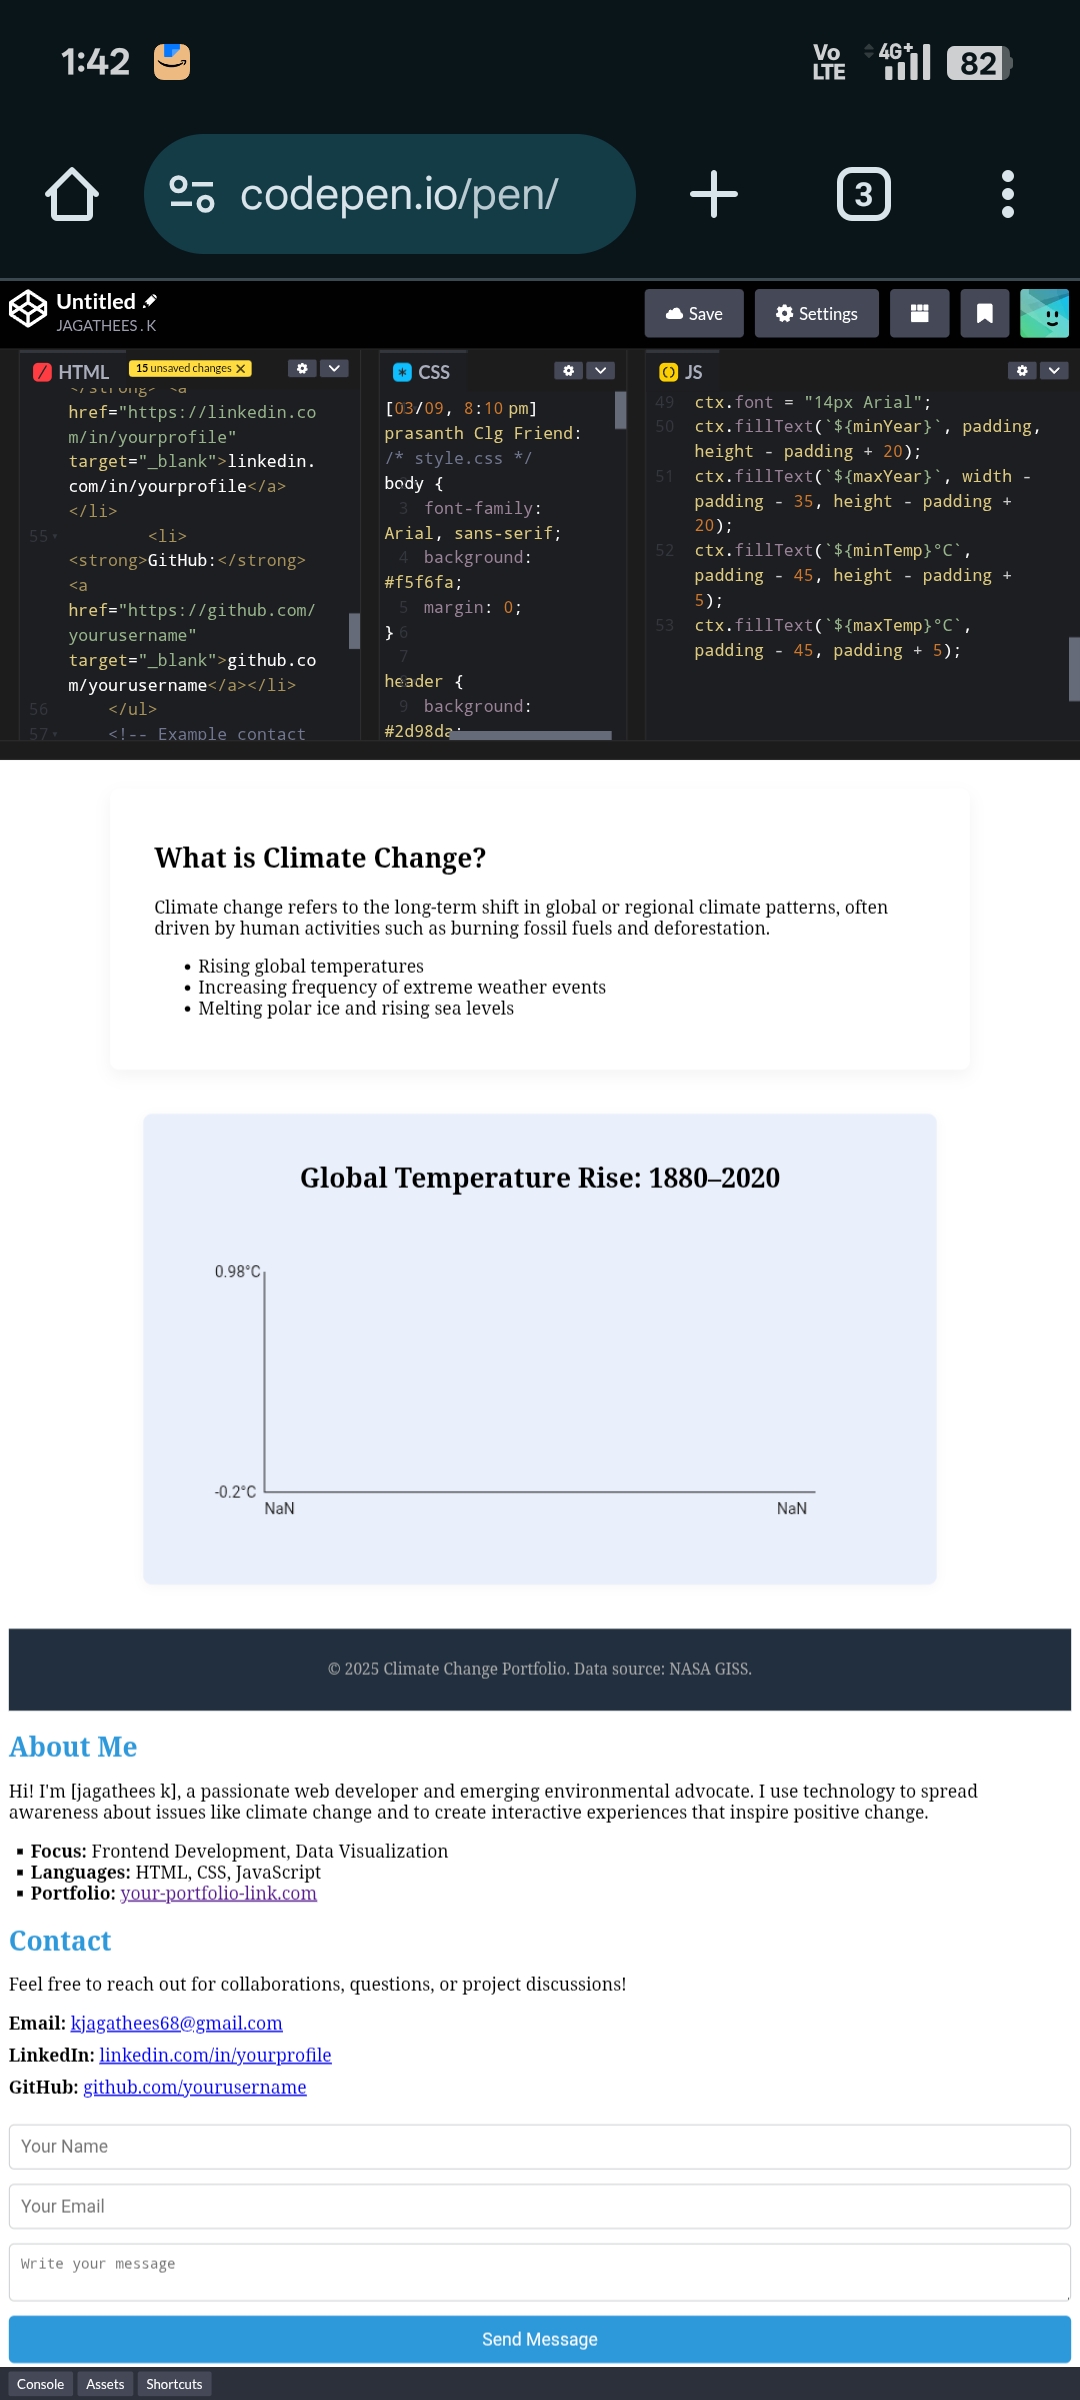 1:42
Vo
LTE
4G+
82
codepen.io/pen/
3
Untitled
JAGATHEES . K
Save
Settings
HTML
15 unsaved changes X
</strong> <a
href="https://linkedin.co
m/in/yourprofile"
target="_blank">linkedin.
com/in/yourprofile</a>
</li>
55 <li>
<strong>GitHub:</strong>
<a
href="https://github.com/
yourusername"
target="_blank">github.co
m/yourusername</a></li>
56 </ul>
57 <!-- Example contact
CSS
[03/09, 8:10 pm]
prasanth Clg Friend:
/* style.css */
body {
3 font-family:
Arial, sans-serif;
4 background:
#f5f6fa;
5 margin: 0;
} 6
7
header {
9 background:
#2d98da;
JS
49 ctx.font = "14px Arial";
50 ctx.fillText(`${minYear}`, padding,
height - padding + 20);
51 ctx.fillText(`${maxYear}`, width -
padding - 35, height - padding +
20);
52 ctx.fillText(`${minTemp}°C`,
padding - 45, height - padding +
5);
53 ctx.fillText(`${maxTemp}°C`,
padding - 45, padding + 5);
What is Climate Change?
Climate change refers to the long-term shift in global or regional climate patterns, often
driven by human activities such as burning fossil fuels and deforestation.
• Rising global temperatures
• Increasing frequency of extreme weather events
• Melting polar ice and rising sea levels
Global Temperature Rise: 1880–2020
0.98°C
-0.2°C
NaN NaN
© 2025 Climate Change Portfolio. Data source: NASA GISS.
About Me
Hi! I'm [jagathees k], a passionate web developer and emerging environmental advocate. I use technology to spread
awareness about issues like climate change and to create interactive experiences that inspire positive change.
▪ Focus: Frontend Development, Data Visualization
▪ Languages: HTML, CSS, JavaScript
▪ Portfolio: your-portfolio-link.com
Contact
Feel free to reach out for collaborations, questions, or project discussions!
Email: kjagathees68@gmail.com
LinkedIn: linkedin.com/in/yourprofile
GitHub: github.com/yourusername
Your Name
Your Email
Write your message
Send Message
Console Assets Shortcuts